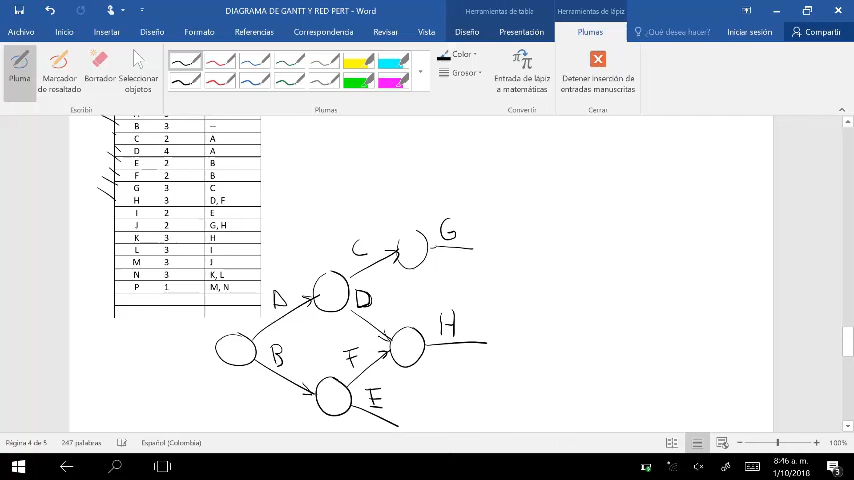 DIAGRAMA DE GANTT Y RED PERT - Word
Herramientas de tabla
Herramientas de lápiz
Archivo
Inicio
Insertar
Diseño
Formato
Referencias
Correspondencia
Revisar
Vista
Diseño
Presentación
Plumas
¿Qué desea hacer?
Iniciar sesión
Compartir
Pluma
Marcador
de resaltado
Borrador
Seleccionar
objetos
Color
Grosor
Entrada de lápiz
a matemáticas
Detener inserción de
entradas manuscritas
Escribir
Plumas
Convertir
Cerrar
B 3 --
C 2 A
D 4 A
E 2 B
F 2 B
G 3 C
H 3 D, F
I 2 E
J 2 G, H
K 3 H
L 3 I
M 3 J
N 3 K, L
P 1 M, N
G
C
D
H
B
F
E
Página 4 de 5
247 palabras
Español (Colombia)
100%
8:46 a. m.
1/10/2018
3